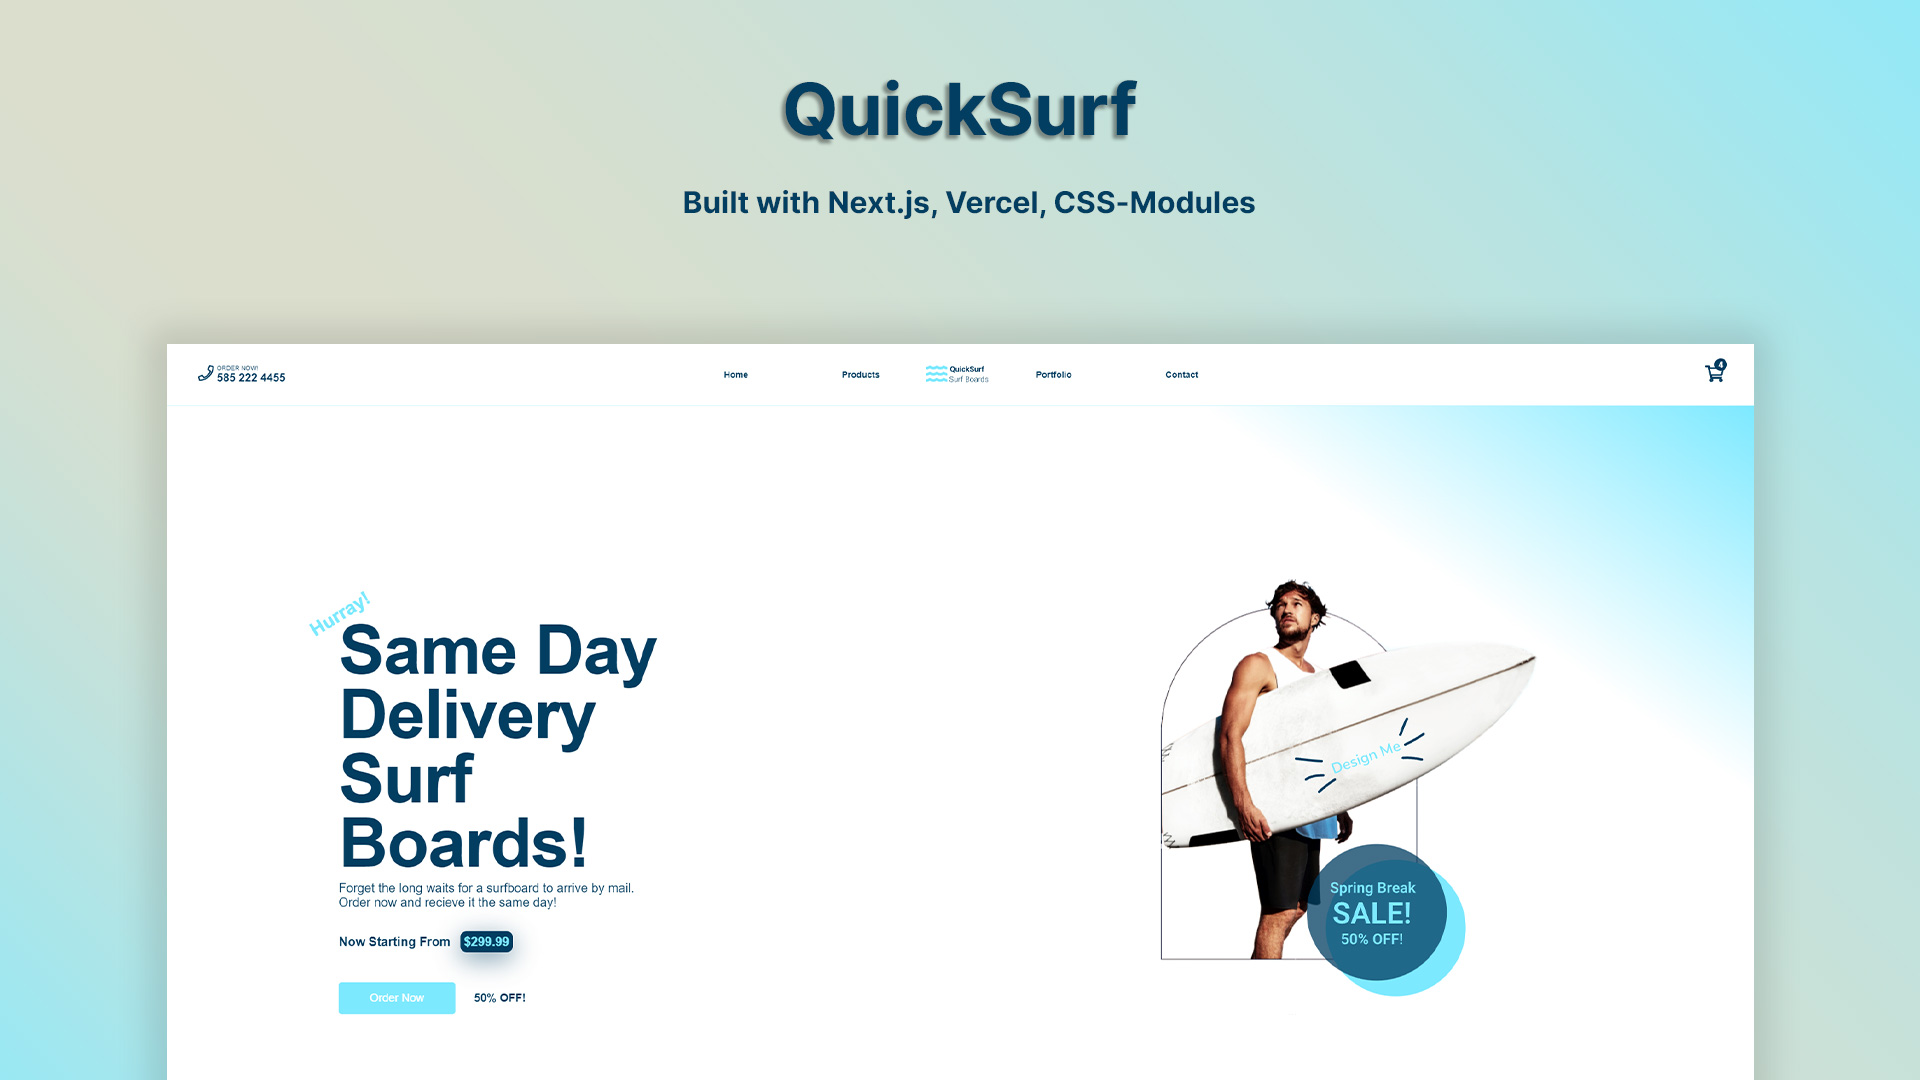 QuickSurf
Built with Next.js, Vercel, CSS-Modules
ORDER NOW!
585 222 4455
Home
Products
QuickSurf
Surf Boards
Portfolio
Contact
4
Hurray!
Same Day
Delivery
Surf
Boards!
Forget the long waits for a surfboard to arrive by mail.
Order now and recieve it the same day!
Now Starting From $299.99
Order Now
50% OFF!
Design Me
Spring Break
SALE!
50% OFF!